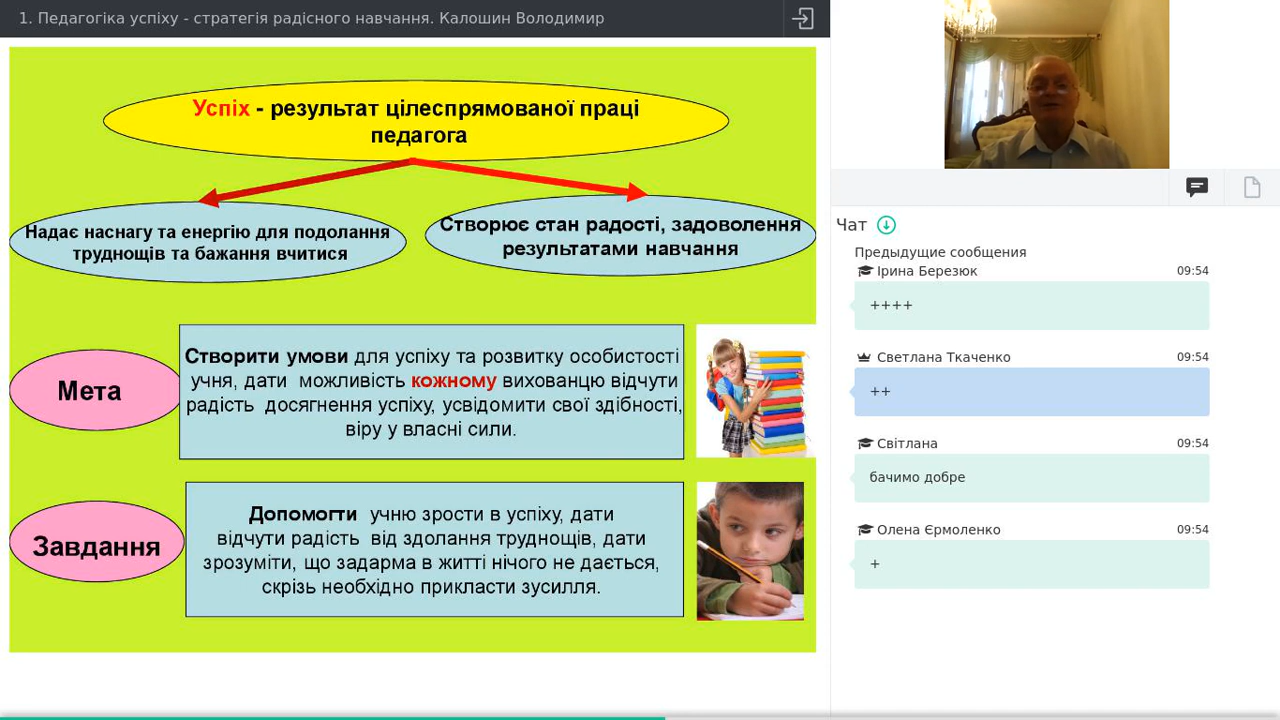 1. Педагогіка успіху - стратегія радісного навчання. Калошин Володимир
Успіх - результат цілеспрямованої праці
педагога
Надає наснагу та енергію для подолання
труднощів та бажання вчитися
Створює стан радості, задоволення
результатами навчання
Мета
Створити умови для успіху та розвитку особистості
учня, дати можливість кожному вихованцю відчути
радість досягнення успіху, усвідомити свої здібності,
віру у власні сили.
Завдання
Допомогти учню зрости в успіху, дати
відчути радість від здолання труднощів, дати
зрозуміти, що задарма в житті нічого не дається,
скрізь необхідно прикласти зусилля.
Чат
Предыдущие сообщения
Ірина Березюк 09:54
++++
Светлана Ткаченко 09:54
++
Світлана 09:54
бачимо добре
Олена Єрмоленко 09:54
+